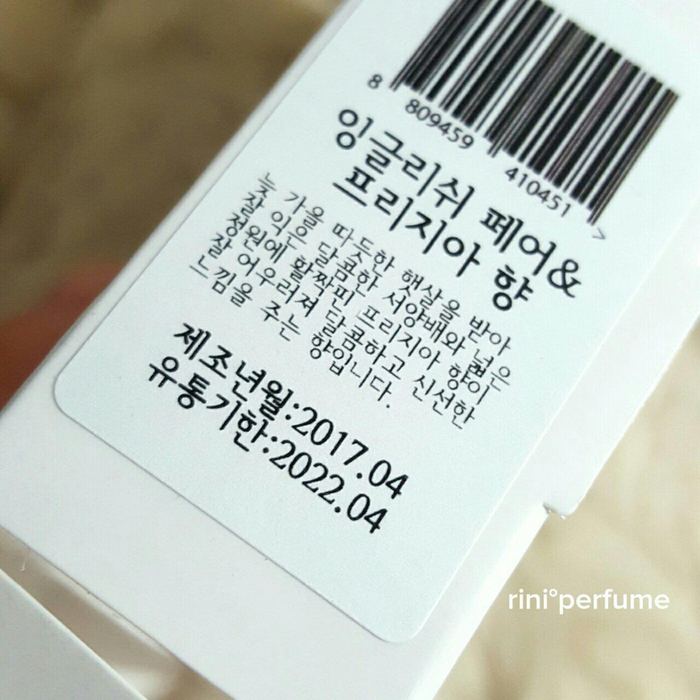 8 809459 410451 >
잉글리쉬 페어&
프리지아 향
늦 가을 따듯한 햇살을 받아
잘 익은 달콤한 서양배와 넓은
정원에 활짝핀 프리지아 향이
잘 어우러져 달콤하고 신선한
느낌을 주는 향입니다.
제조년월:2017.04
유통기한:2022.04
rini°perfume